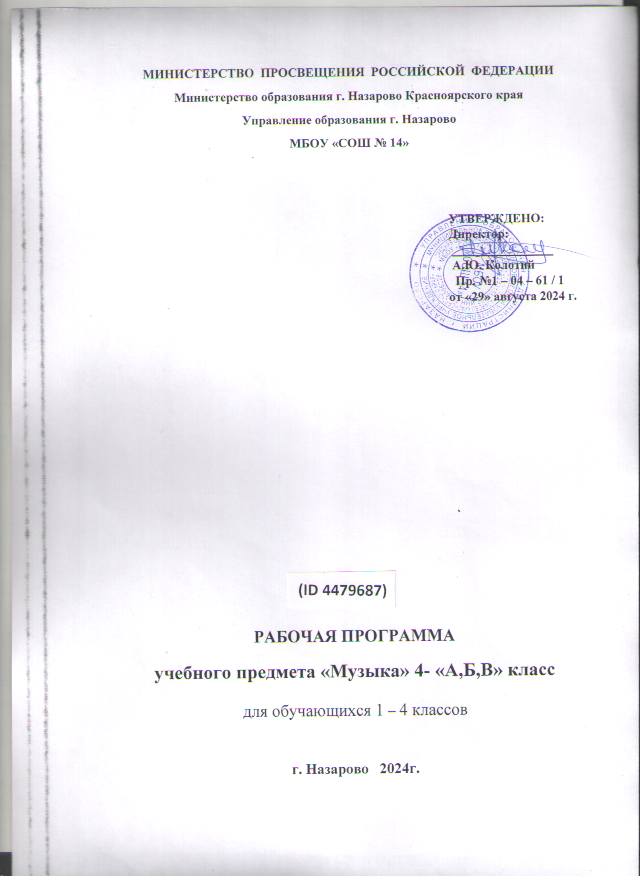 МИНИСТЕРСТВО ПРОСВЕЩЕНИЯ РОССИЙСКОЙ ФЕДЕРАЦИИ
Министерство образования г. Назарово Красноярского края
Управление образования г. Назарово
МБОУ «СОШ № 14»
УТВЕРЖДЕНО:
Директор:
А.Ю. Колотий
Пр. №1 – 04 – 61 / 1
от «29» августа 2024 г.
(ID 4479687)
РАБОЧАЯ ПРОГРАММА
учебного предмета «Музыка» 4- «А,Б,В» класс
для обучающихся 1 – 4 классов
г. Назарово 2024г.